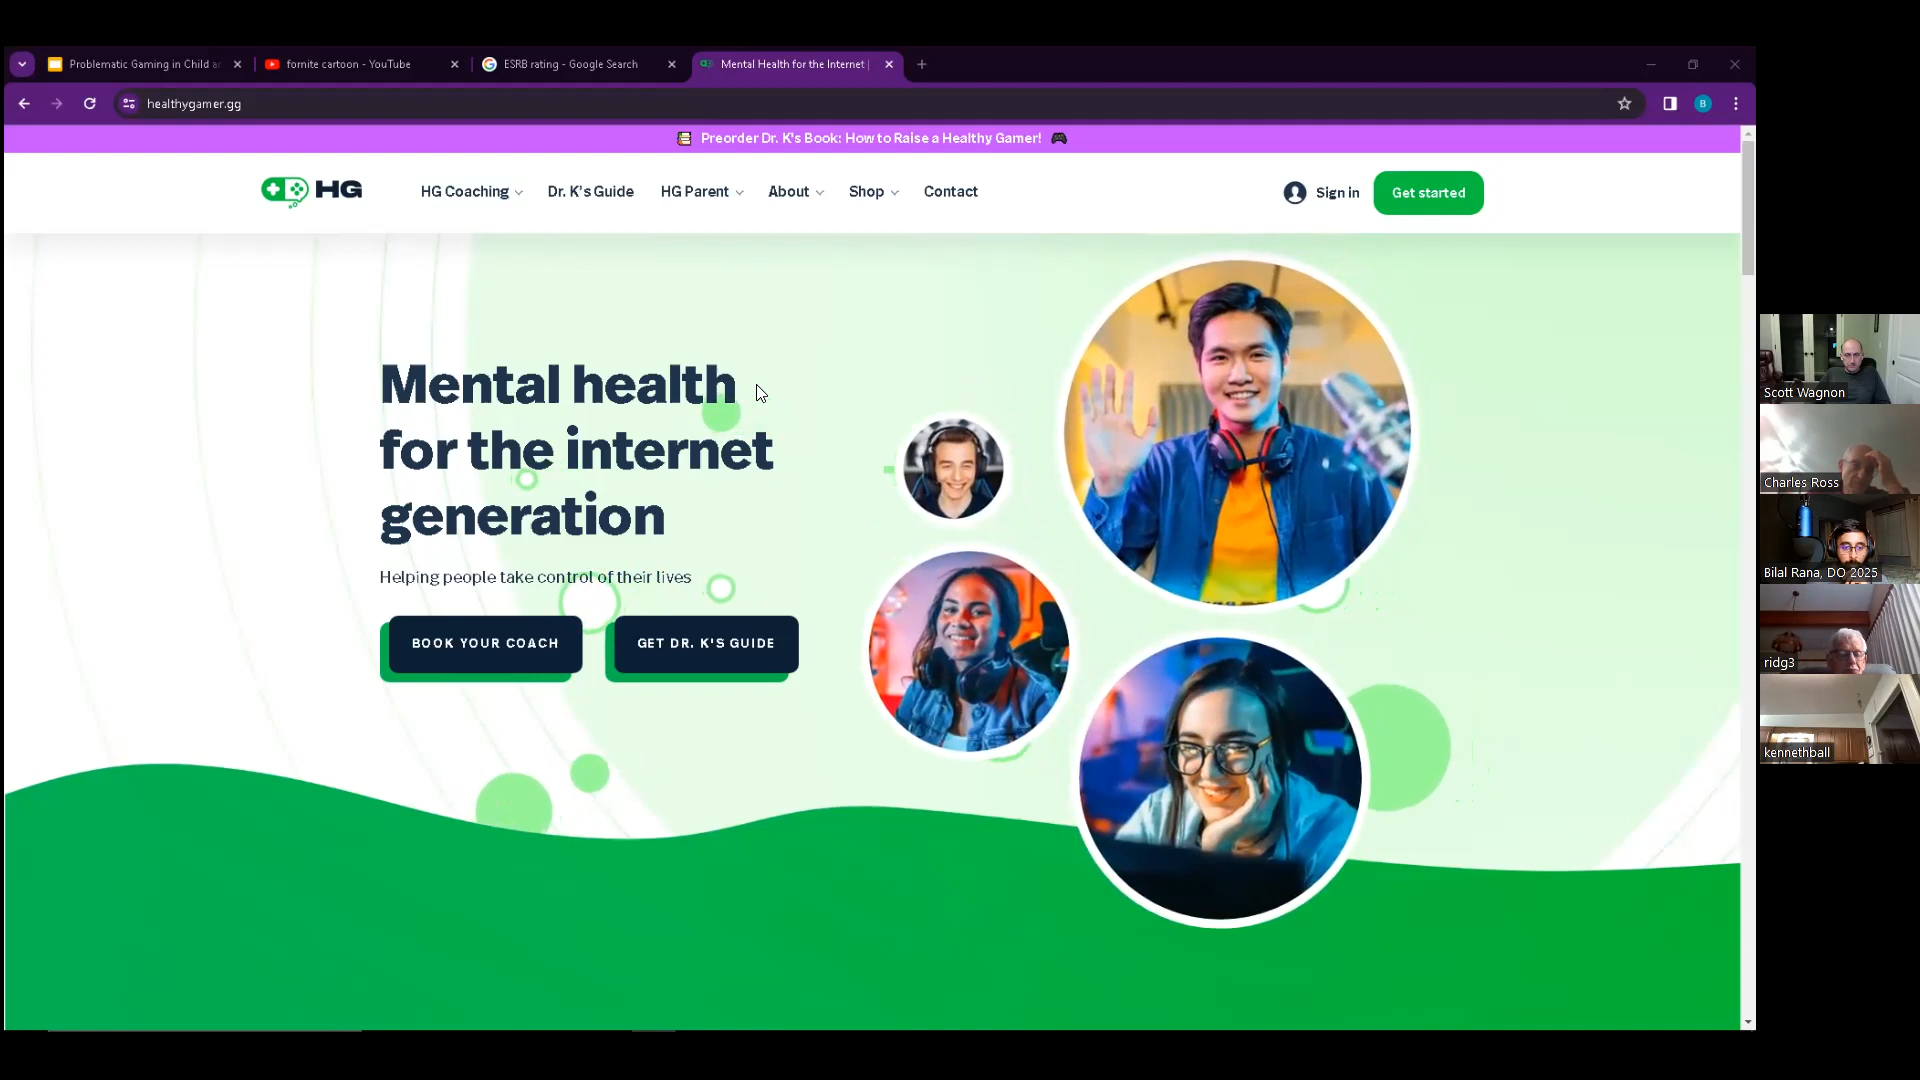 Problematic Gaming in Child a
fornite cartoon - YouTube
ESRB rating - Google Search
Mental Health for the Internet |
healthygamer.gg
B
Preorder Dr. K's Book: How to Raise a Healthy Gamer!
HG
HG Coaching
Dr. K's Guide
HG Parent
About
Shop
Contact
Sign in
Get started
Mental health
for the internet
generation
Helping people take control of their lives
BOOK YOUR COACH
GET DR. K'S GUIDE
Scott Wagnon
Charles Ross
Bilal Rana, DO 2025
ridg3
kennethball